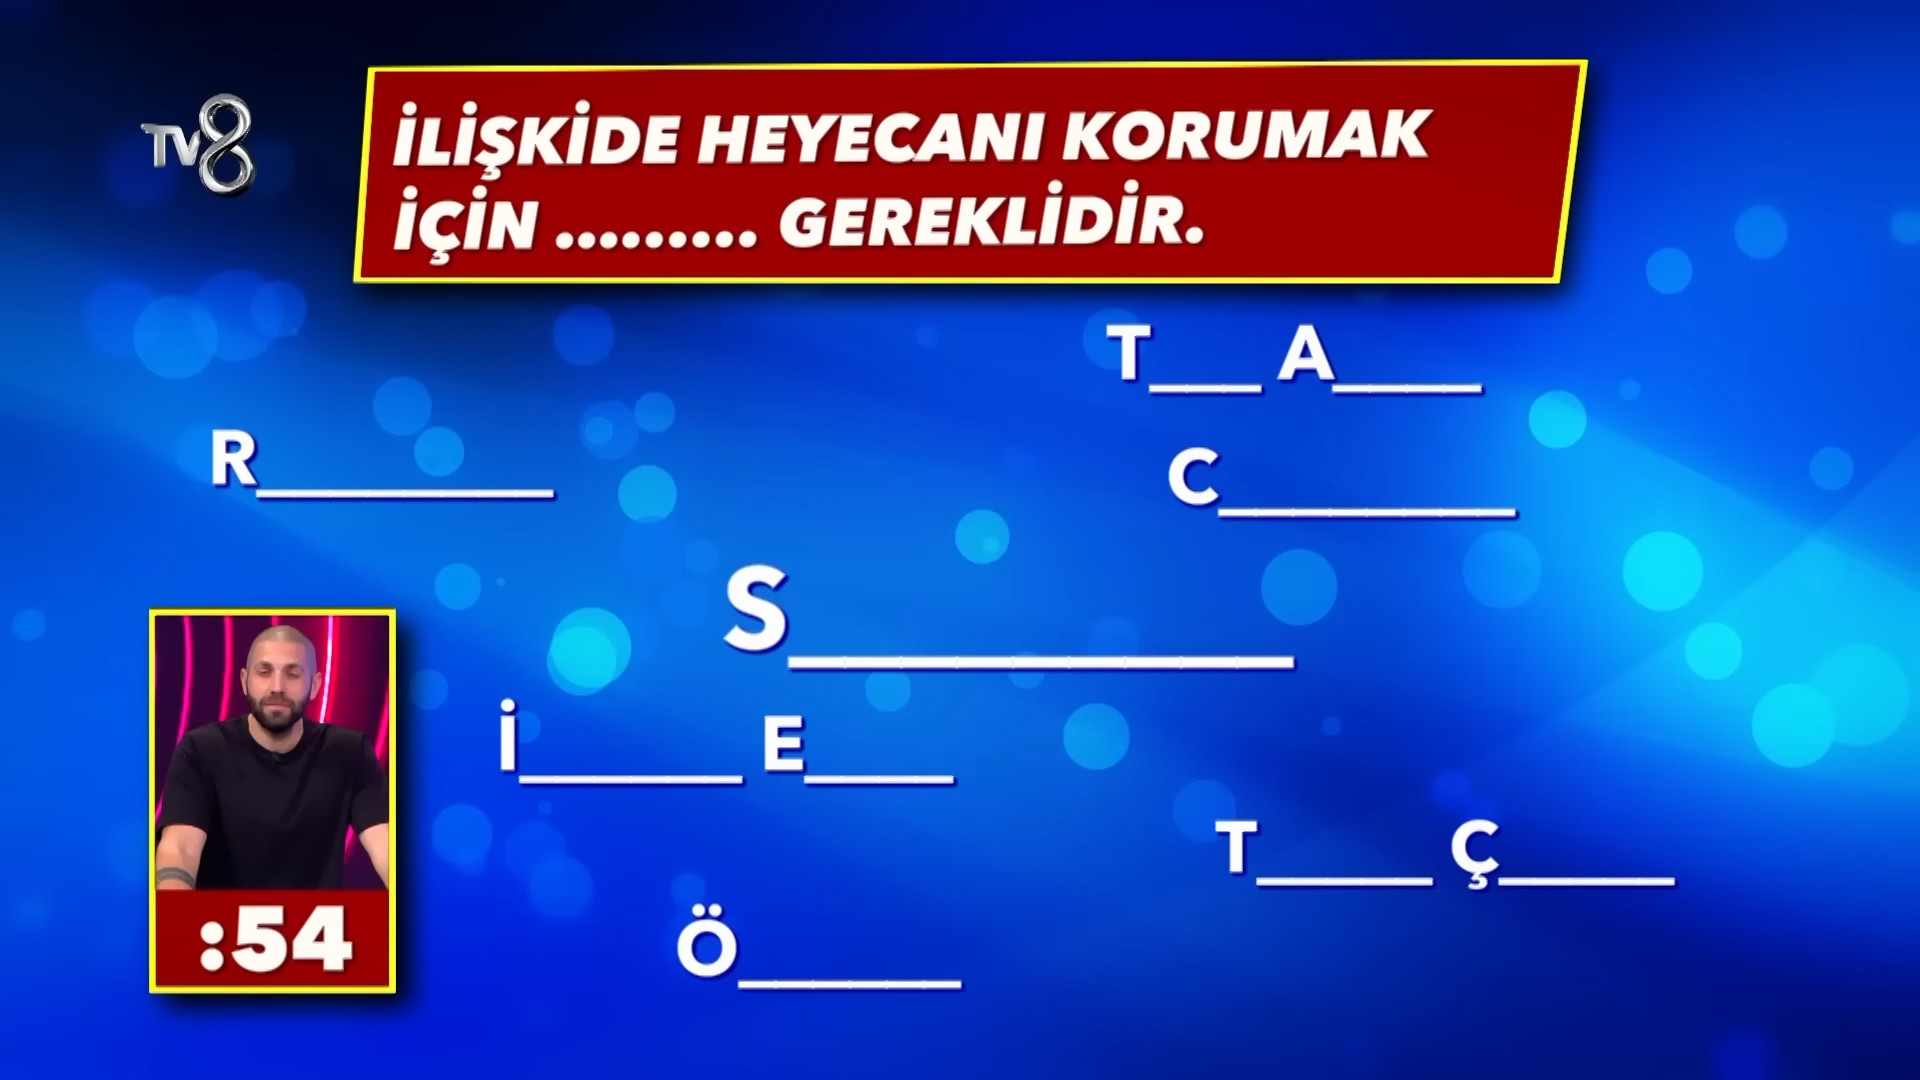 TV8
İLİŞKİDE HEYECANI KORUMAK
İÇİN ......... GEREKLİDİR.
T___ A____
R________
C________
S_________
İ______ E____
T_____ Ç_____
Ö______
:54